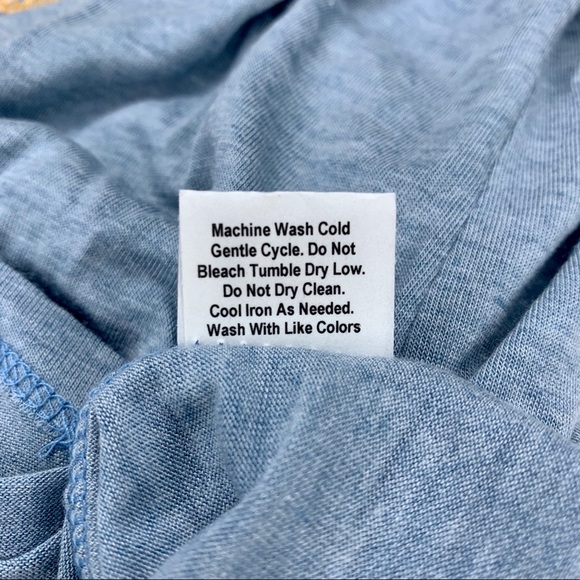 Machine Wash Cold
Gentle Cycle. Do Not
Bleach Tumble Dry Low.
Do Not Dry Clean.
Cool Iron As Needed.
Wash With Like Colors